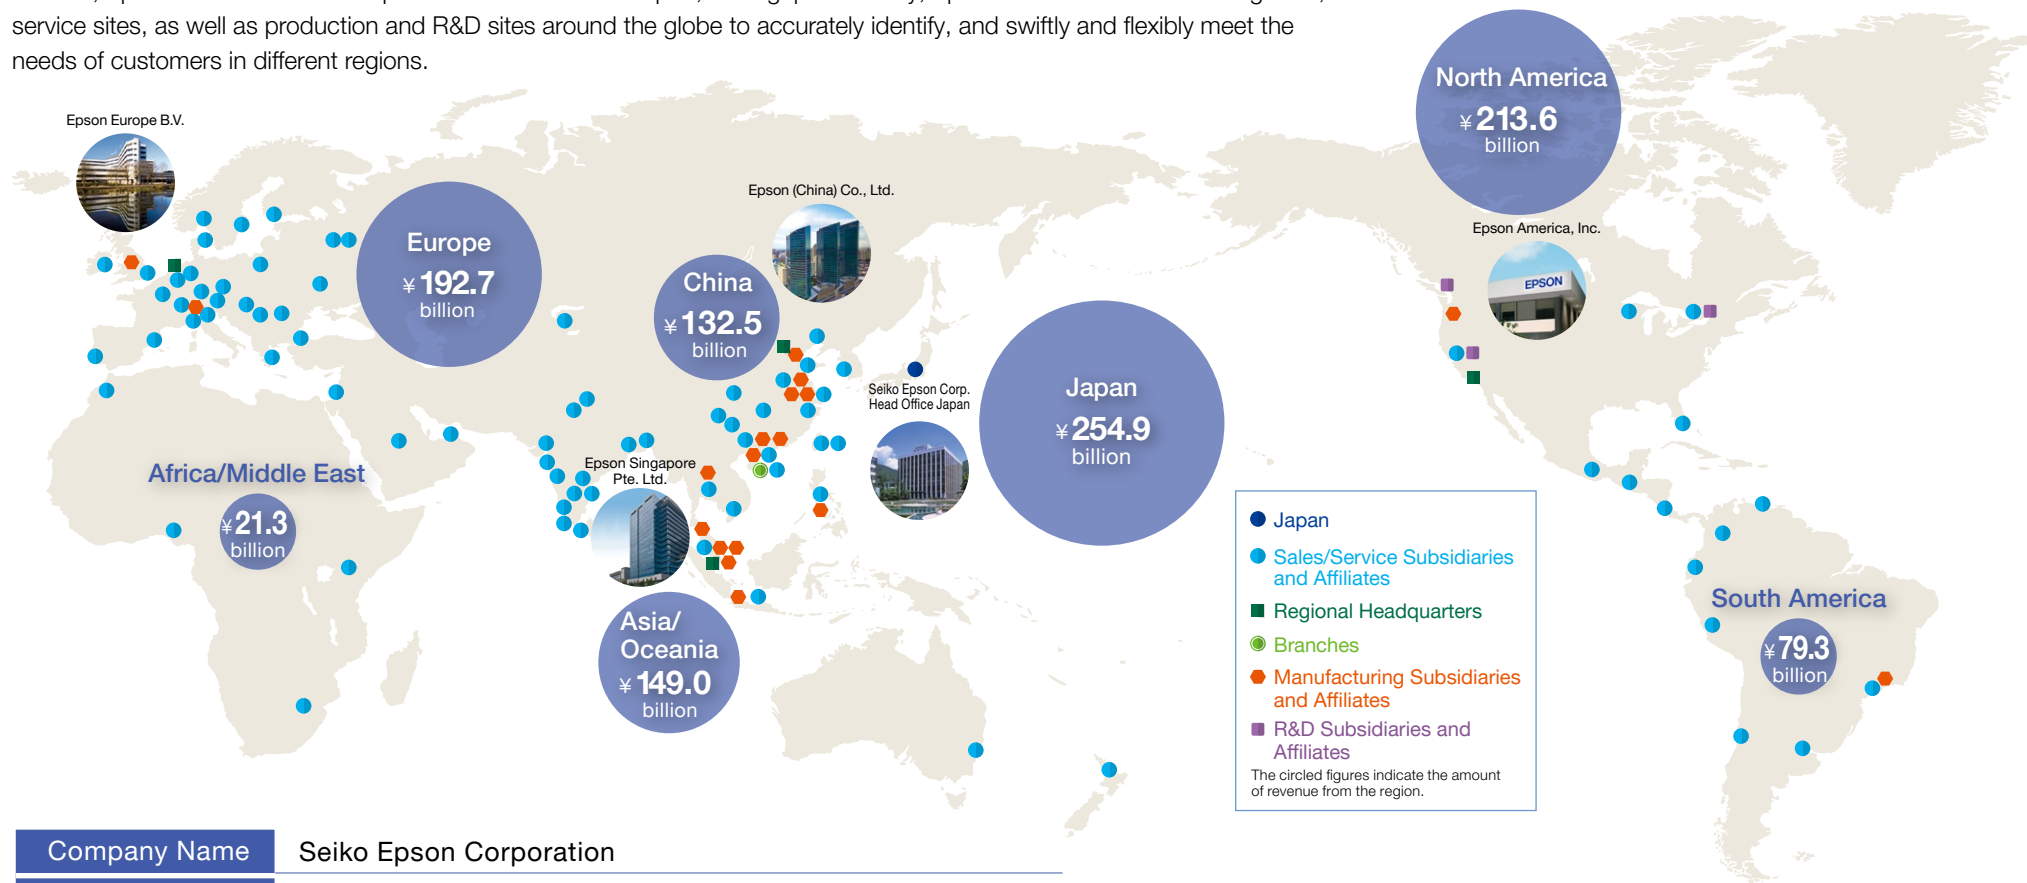 service sites, as well as production and R&D sites around the globe to accurately identify, and swiftly and flexibly meet the
needs of customers in different regions.
Epson Europe B.V.
Europe
¥192.7
billion
Epson (China) Co., Ltd.
China
¥132.5
billion
North America
¥213.6
billion
Epson America, Inc.
EPSON
Seiko Epson Corp.
Head Office Japan
Japan
¥254.9
billion
Africa/Middle East
¥21.3
billion
Epson Singapore
Pte. Ltd.
Asia/
Oceania
¥149.0
billion
South America
¥79.3
billion
Japan
Sales/Service Subsidiaries
and Affiliates
Regional Headquarters
Branches
Manufacturing Subsidiaries
and Affiliates
R&D Subsidiaries and
Affiliates
The circled figures indicate the amount
of revenue from the region.
Company Name
Seiko Epson Corporation